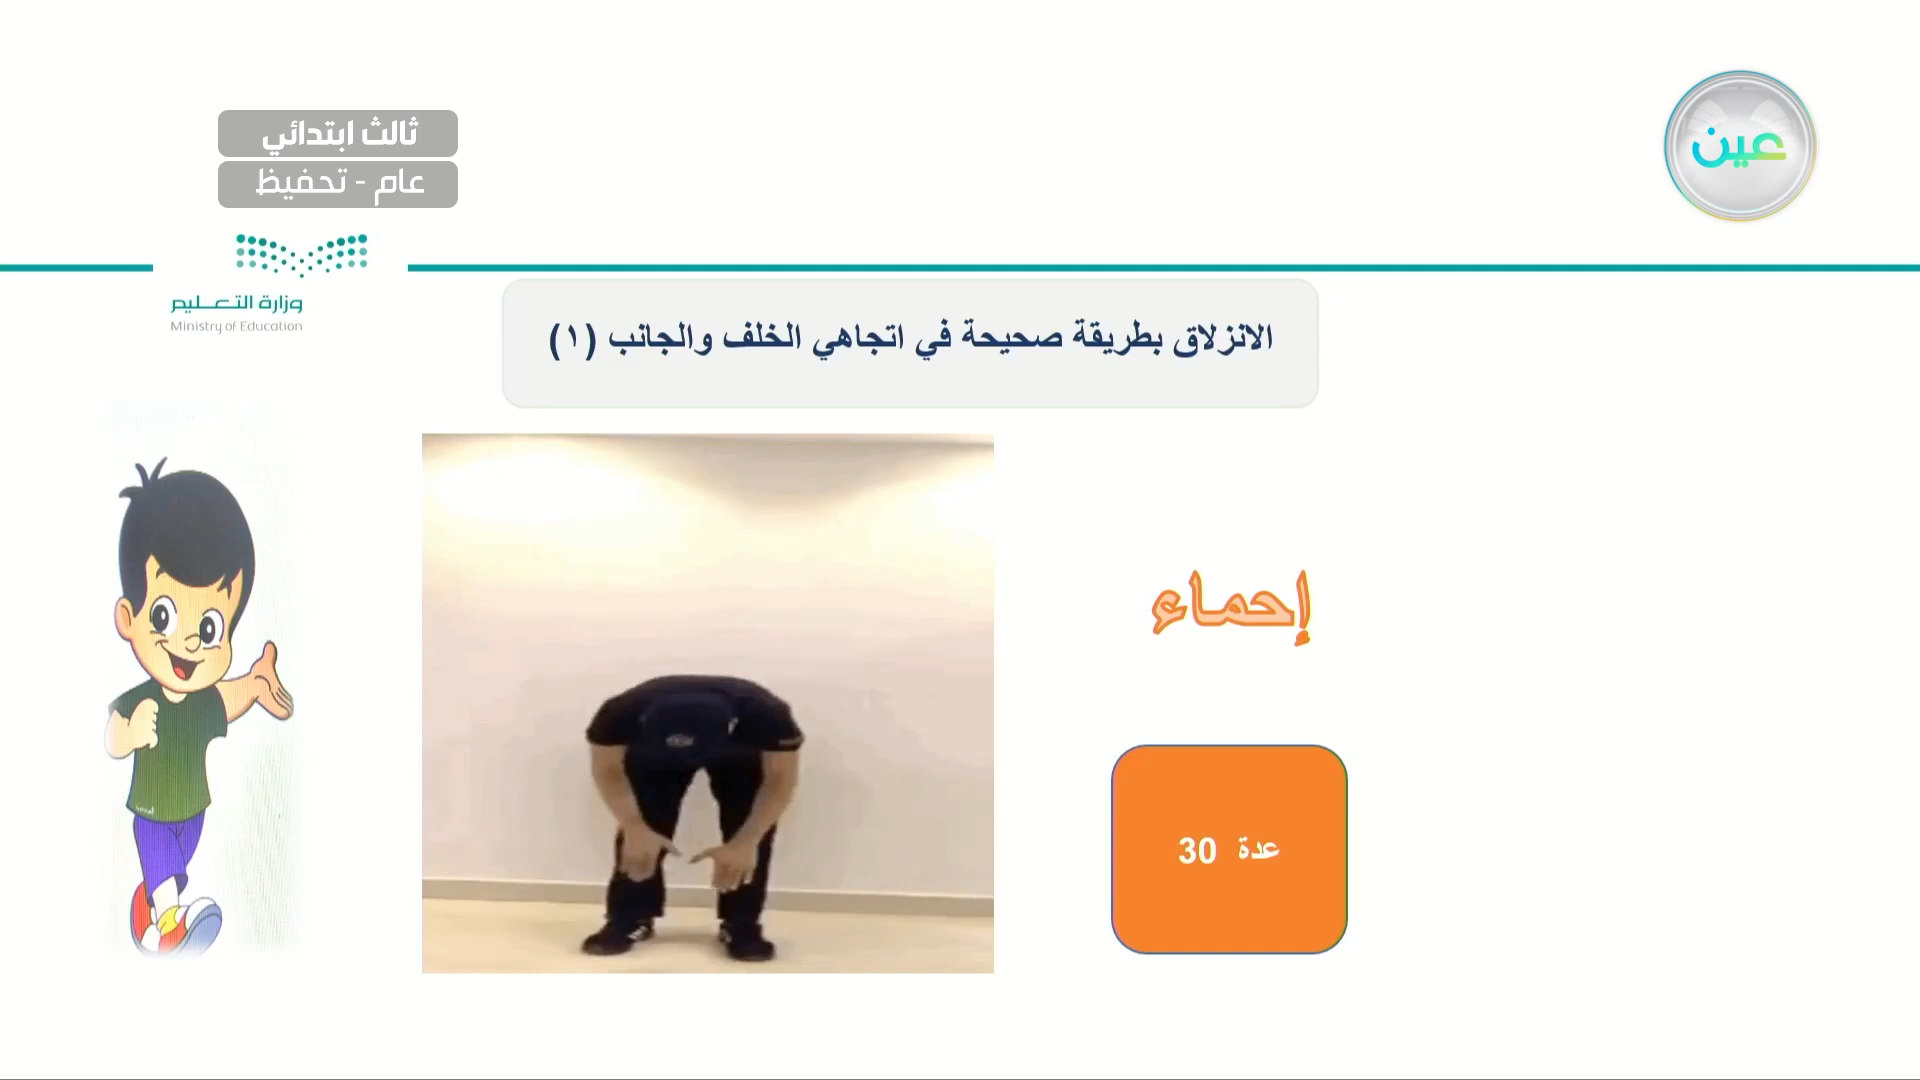 ثالث ابتدائي
عام - تحفيظ
عين
وزارة التعليم
Ministry of Education
الانزلاق بطريقة صحيحة في اتجاهي الخلف والجانب (١)
إحماء
عدة 30